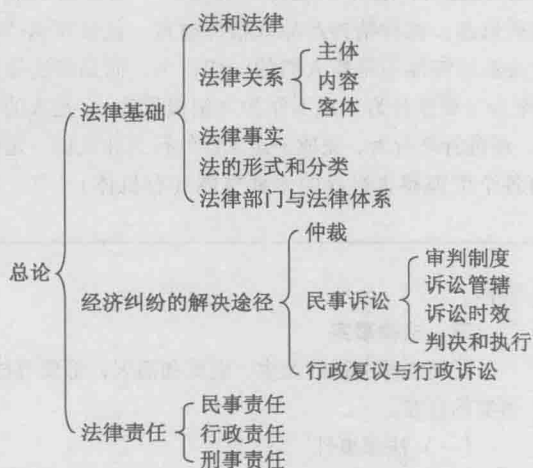 法和法律
主体
法律关系
内容
客体
法律基础
法律事实
法的形式和分类
法律部门与法律体系
总论
仲裁
审判制度
诉讼管辖
经济纠纷的解决途径
民事诉讼
诉讼时效
判决和执行
行政复议与行政诉讼
民事责任
法律责任
行政责任
刑事责任